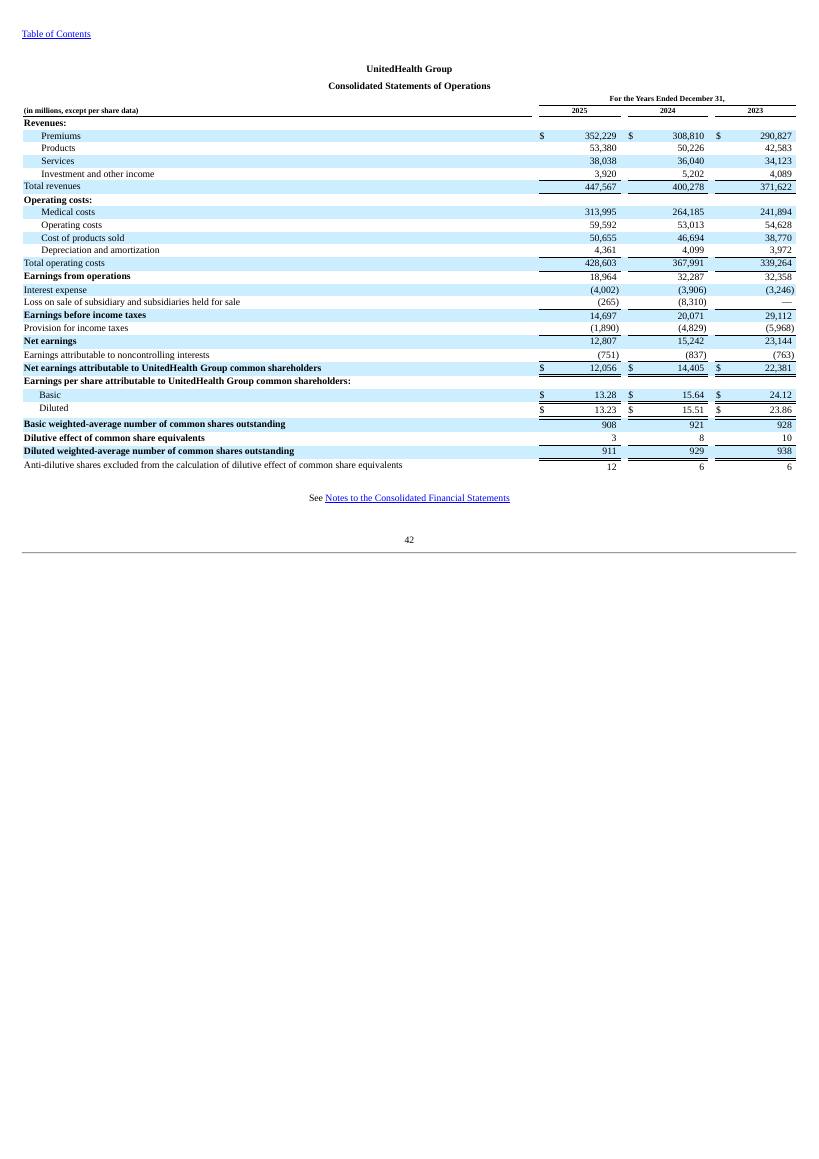 Table of Contents
UnitedHealth Group
Consolidated Statements of Operations
For the Years Ended December 31,
(in millions, except per share data) 2025 2024 2023
Revenues:
Premiums $ 352,229 $ 308,810 $ 290,827
Products 53,380 50,226 42,583
Services 38,038 36,040 34,123
Investment and other income 3,920 5,202 4,089
Total revenues 447,567 400,278 371,622
Operating costs:
Medical costs 313,995 264,185 241,894
Operating costs 59,592 53,013 54,628
Cost of products sold 50,655 46,694 38,770
Depreciation and amortization 4,361 4,099 3,972
Total operating costs 428,603 367,991 339,264
Earnings from operations 18,964 32,287 32,358
Interest expense (4,002) (3,906) (3,246)
Loss on sale of subsidiary and subsidiaries held for sale (265) (8,310) —
Earnings before income taxes 14,697 20,071 29,112
Provision for income taxes (1,890) (4,829) (5,968)
Net earnings 12,807 15,242 23,144
Earnings attributable to noncontrolling interests (751) (837) (763)
Net earnings attributable to UnitedHealth Group common shareholders $ 12,056 $ 14,405 $ 22,381
Earnings per share attributable to UnitedHealth Group common shareholders:
Basic $ 13.28 $ 15.64 $ 24.12
Diluted $ 13.23 $ 15.51 $ 23.86
Basic weighted-average number of common shares outstanding 908 921 928
Dilutive effect of common share equivalents 3 8 10
Diluted weighted-average number of common shares outstanding 911 929 938
Anti-dilutive shares excluded from the calculation of dilutive effect of common share equivalents 12 6 6
See Notes to the Consolidated Financial Statements
42